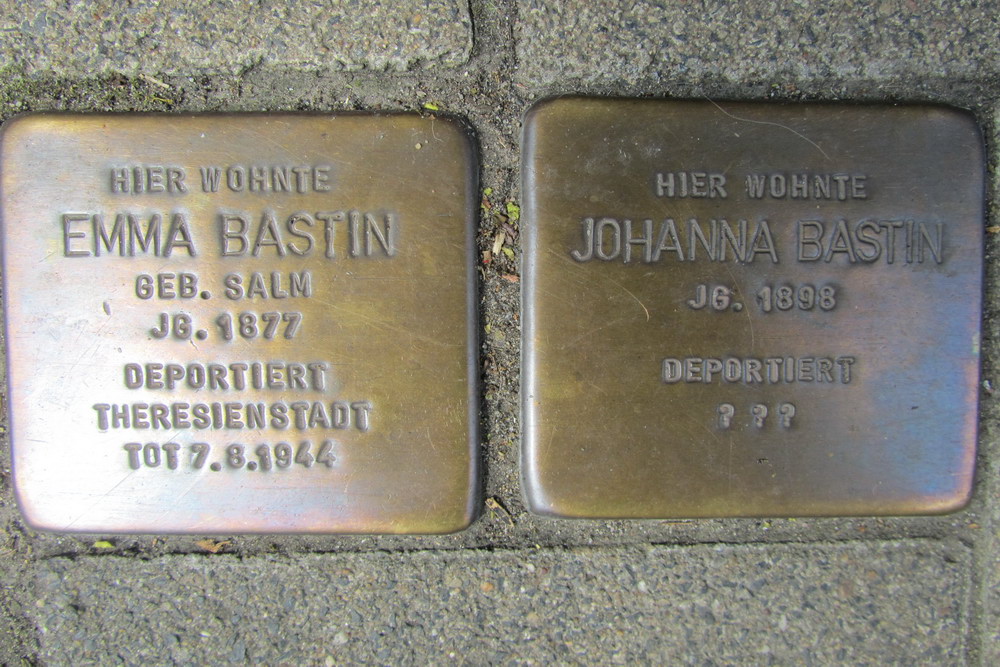 HIER WOHNTE
EMMA BASTIN
GEB. SALM
JG. 1877
DEPORTIERT
THERESIENSTADT
TOT 7.8.1944
HIER WOHNTE
JOHANNA BASTIN
JG. 1898
DEPORTIERT
? ? ?